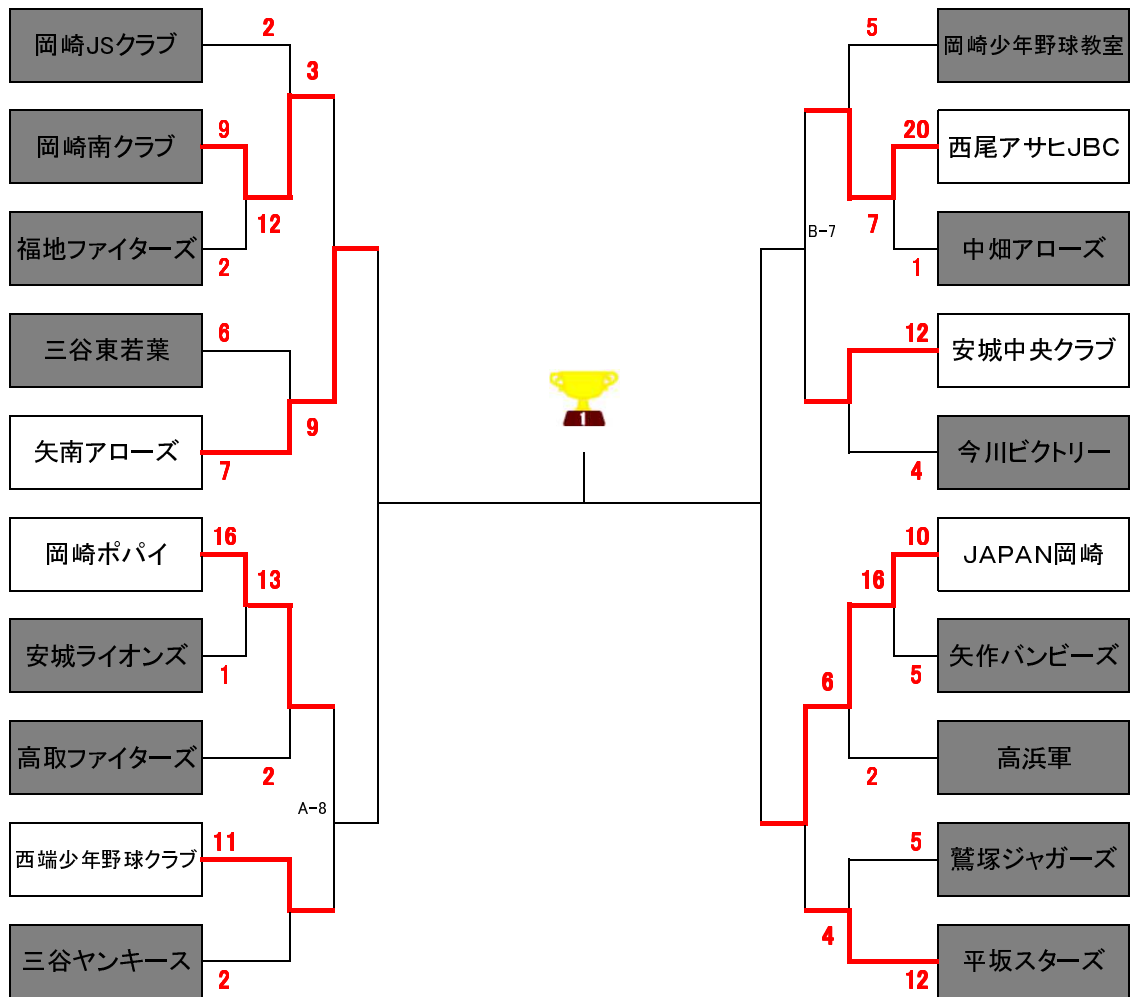 岡崎JSクラブ
2
3
岡崎南クラブ
9
12
福地ファイターズ
2
三谷東若葉
6
9
矢南アローズ
7
岡崎ポパイ
16
13
安城ライオンズ
1
高取ファイターズ
2
A-8
西端少年野球クラブ
11
三谷ヤンキース
2
1
5
岡崎少年野球教室
20
西尾アサヒJBC
B-7
7
1
中畑アローズ
12
安城中央クラブ
4
今川ビクトリー
10
JAPAN岡崎
16
5
矢作バンビーズ
6
2
高浜軍
5
鷲塚ジャガーズ
4
12
平坂スターズ